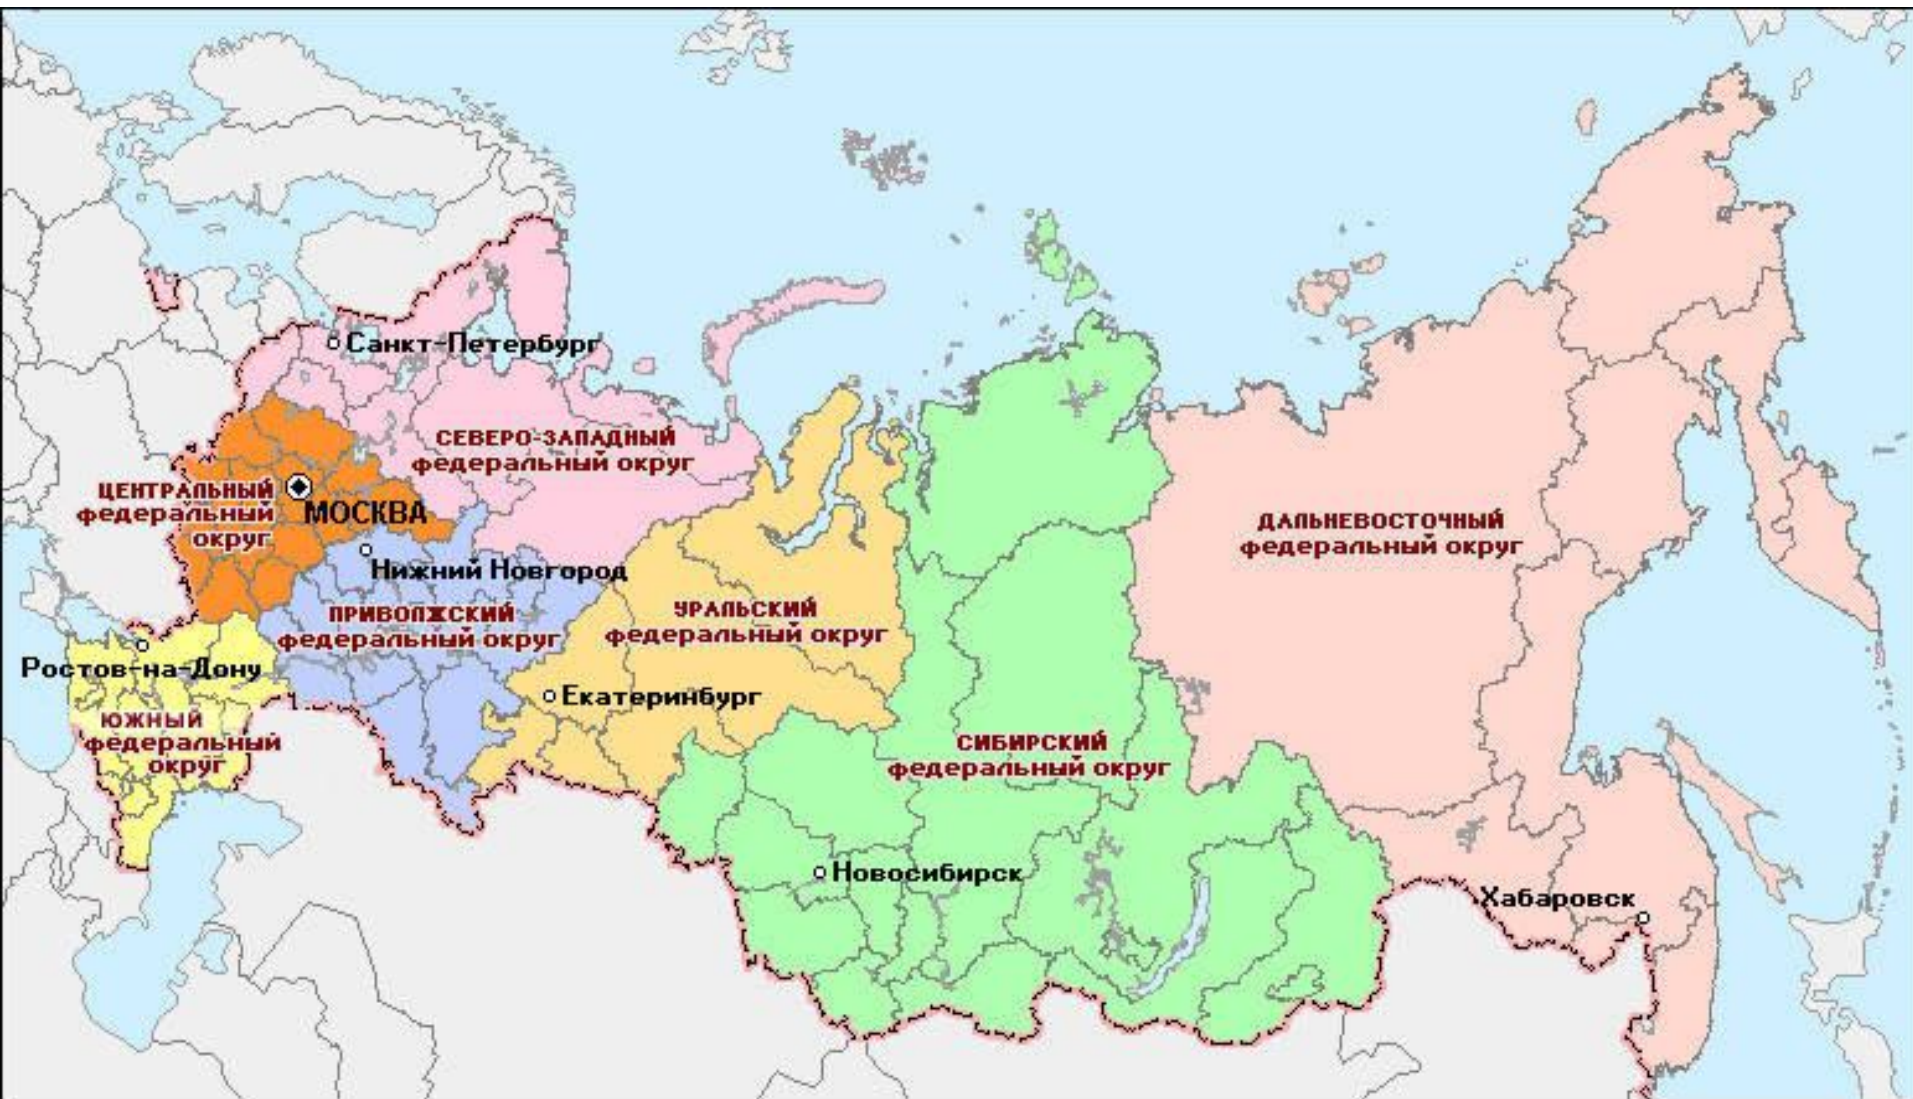 Санкт-Петербург
СЕВЕРО-ЗАПАДНЫЙ
федеральный округ
ЦЕНТРАЛЬНЫЙ
федеральный
округ
МОСКВА
ДАЛЬНЕВОСТОЧНЫЙ
федеральный округ
Нижний Новгород
ПРИВОЛЖСКИЙ
федеральный округ
УРАЛЬСКИЙ
федеральный округ
Ростов-на-Дону
Екатеринбург
ЮЖНЫЙ
федеральный
округ
СИБИРСКИЙ
федеральный округ
Новосибирск
Хабаровск